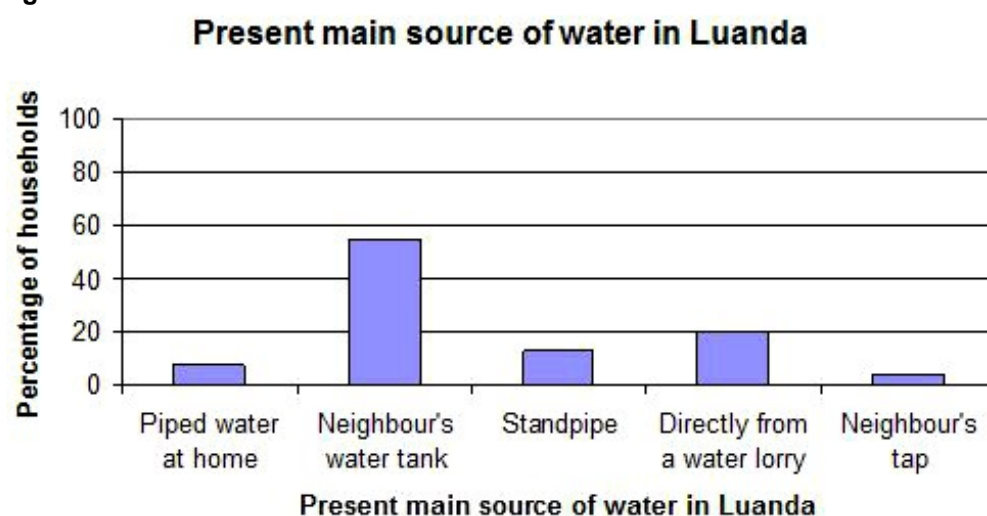 Present main source of water in Luanda
Percentage of households
100
80
60
40
20
0
Piped water at home
Neighbour's water tank
Standpipe
Directly from a water lorry
Neighbour's tap
Present main source of water in Luanda